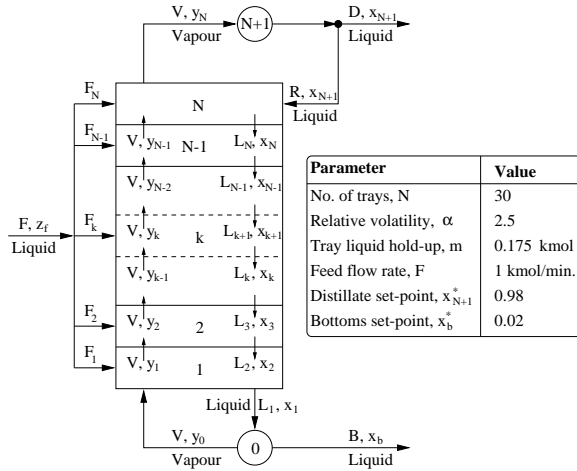 V, y_N
Vapour
N+1
D, x_{N+1}
Liquid
R, x_{N+1}
Liquid
F_N
N
F_{N-1}
V, y_{N-1}
N-1
L_N, x_N
V, y_{N-2}
L_{N-1}, x_{N-1}
F, z_f
Liquid
F_k
V, y_k
k
L_{k+1}, x_{k+1}
V, y_{k-1}
L_k, x_k
F_2
V, y_2
2
L_3, x_3
F_1
V, y_1
1
L_2, x_2
Liquid L_1, x_1
V, y_0
Vapour
0
B, x_b
Liquid
Parameter Value
No. of trays, N 30
Relative volatility, α 2.5
Tray liquid hold-up, m 0.175 kmol
Feed flow rate, F 1 kmol/min.
Distillate set-point, x*_{N+1} 0.98
Bottoms set-point, x*_b 0.02